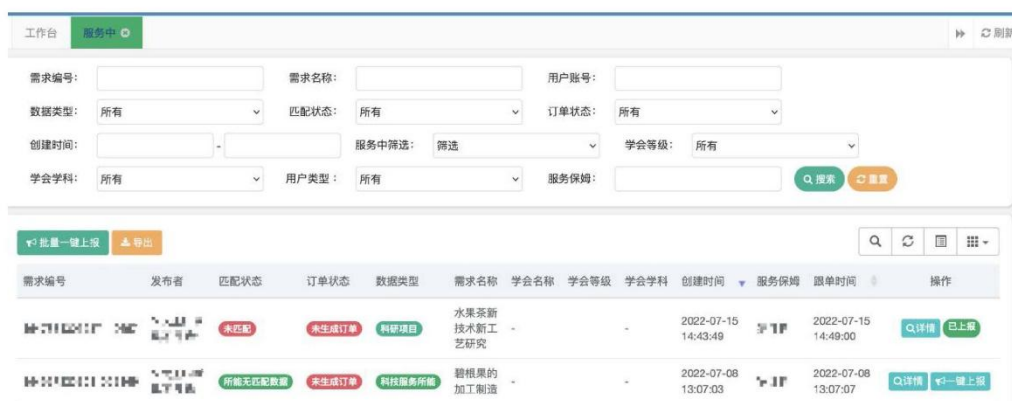 工作台 服务中 刷新
需求编号： 需求名称： 用户账号：
数据类型： 所有 匹配状态： 所有 订单状态： 所有
创建时间： - 服务中筛选： 筛选 学会等级： 所有
学会学科： 所有 用户类型： 所有 服务保姆： 搜索 重置
批量一键上报 导出
需求编号 发布者 匹配状态 订单状态 数据类型 需求名称 学会名称 学会等级 学会学科 创建时间 服务保姆 跟单时间 操作
未匹配 未生成订单 科研项目 水果茶新 - - 2022-07-15 2022-07-15 详情 已上报
技术新工 14:43:49 14:49:00
艺研究
所能无匹配数据 未生成订单 科技服务所能 碧根果的 - - 2022-07-08 2022-07-08 详情 一键上报
加工制造 13:07:03 13:07:07